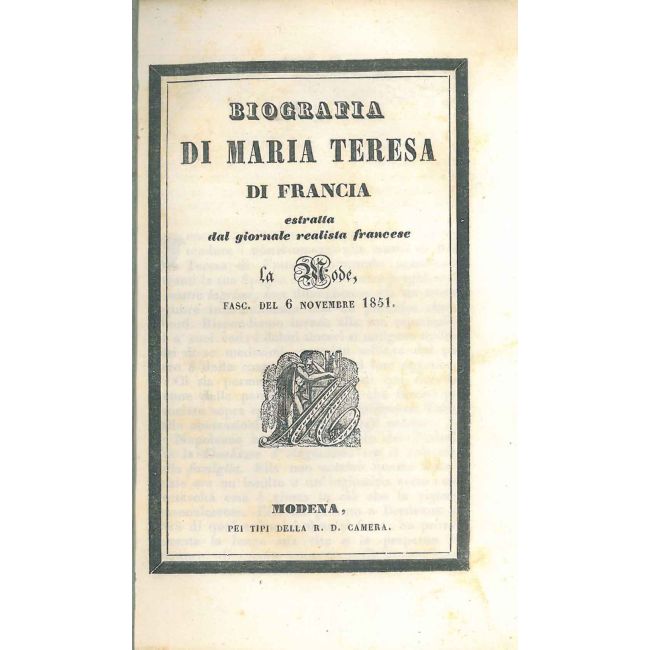 BIOGRAFIA
DI MARIA TERESA
DI FRANCIA
estratta
dal giornale realista francese
La Mode,
FASC. DEL 6 NOVEMBRE 1851.
M
MODENA,
PEI TIPI DELLA R. D. CAMERA.